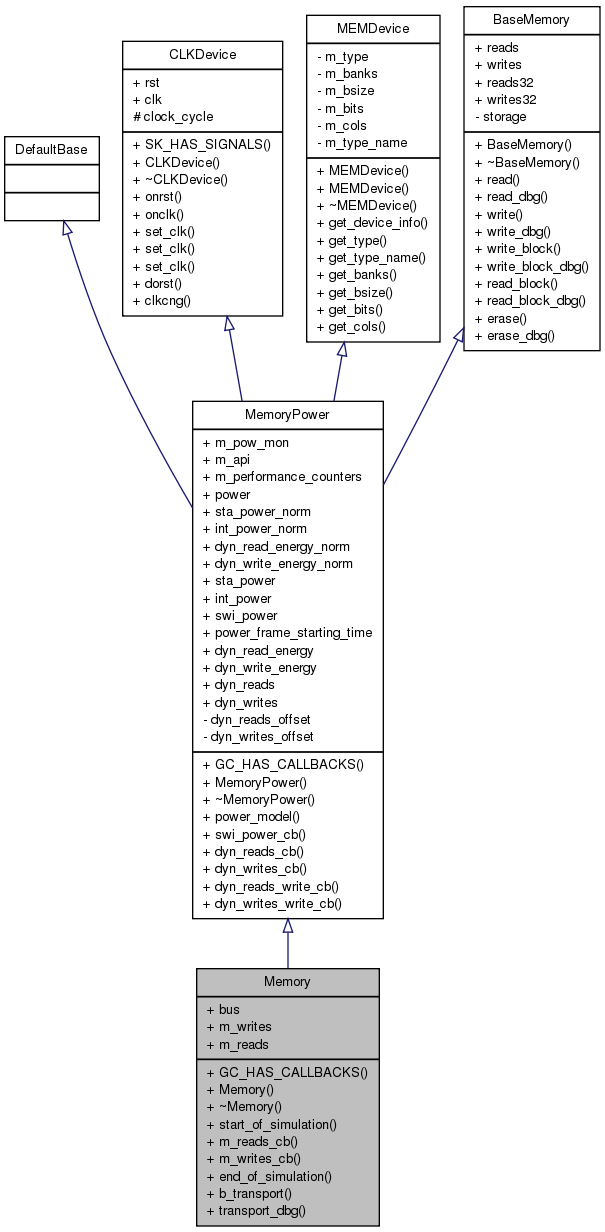 DefaultBase
CLKDevice
+ rst
+ clk
# clock_cycle
+ SK_HAS_SIGNALS()
+ CLKDevice()
+ ~CLKDevice()
+ onrst()
+ onclk()
+ set_clk()
+ set_clk()
+ set_clk()
+ dorst()
+ clkcng()
MEMDevice
- m_type
- m_banks
- m_bsize
- m_bits
- m_cols
- m_type_name
+ MEMDevice()
+ MEMDevice()
+ ~MEMDevice()
+ get_device_info()
+ get_type()
+ get_type_name()
+ get_banks()
+ get_bsize()
+ get_bits()
+ get_cols()
BaseMemory
+ reads
+ writes
+ reads32
+ writes32
- storage
+ BaseMemory()
+ ~BaseMemory()
+ read()
+ read_dbg()
+ write()
+ write_dbg()
+ write_block()
+ write_block_dbg()
+ read_block()
+ read_block_dbg()
+ erase()
+ erase_dbg()
MemoryPower
+ m_pow_mon
+ m_api
+ m_performance_counters
+ power
+ sta_power_norm
+ int_power_norm
+ dyn_read_energy_norm
+ dyn_write_energy_norm
+ sta_power
+ int_power
+ swi_power
+ power_frame_starting_time
+ dyn_read_energy
+ dyn_write_energy
+ dyn_reads
+ dyn_writes
- dyn_reads_offset
- dyn_writes_offset
+ GC_HAS_CALLBACKS()
+ MemoryPower()
+ ~MemoryPower()
+ power_model()
+ swi_power_cb()
+ dyn_reads_cb()
+ dyn_writes_cb()
+ dyn_reads_write_cb()
+ dyn_writes_write_cb()
Memory
+ bus
+ m_writes
+ m_reads
+ GC_HAS_CALLBACKS()
+ Memory()
+ ~Memory()
+ start_of_simulation()
+ m_reads_cb()
+ m_writes_cb()
+ end_of_simulation()
+ b_transport()
+ transport_dbg()